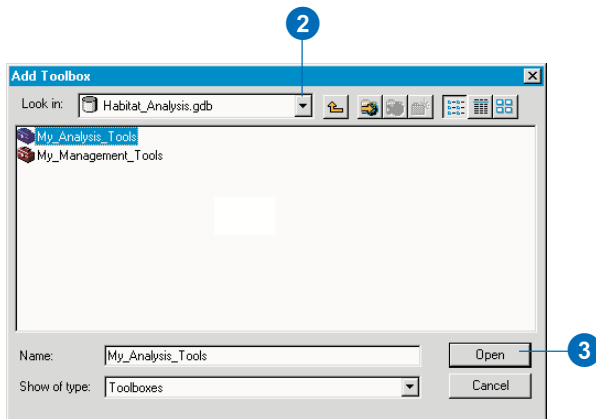 2
Add Toolbox
Look in: Habitat_Analysis.gdb
My_Analysis_Tools
My_Management_Tools
Name: My_Analysis_Tools Open
3
Show of type: Toolboxes Cancel